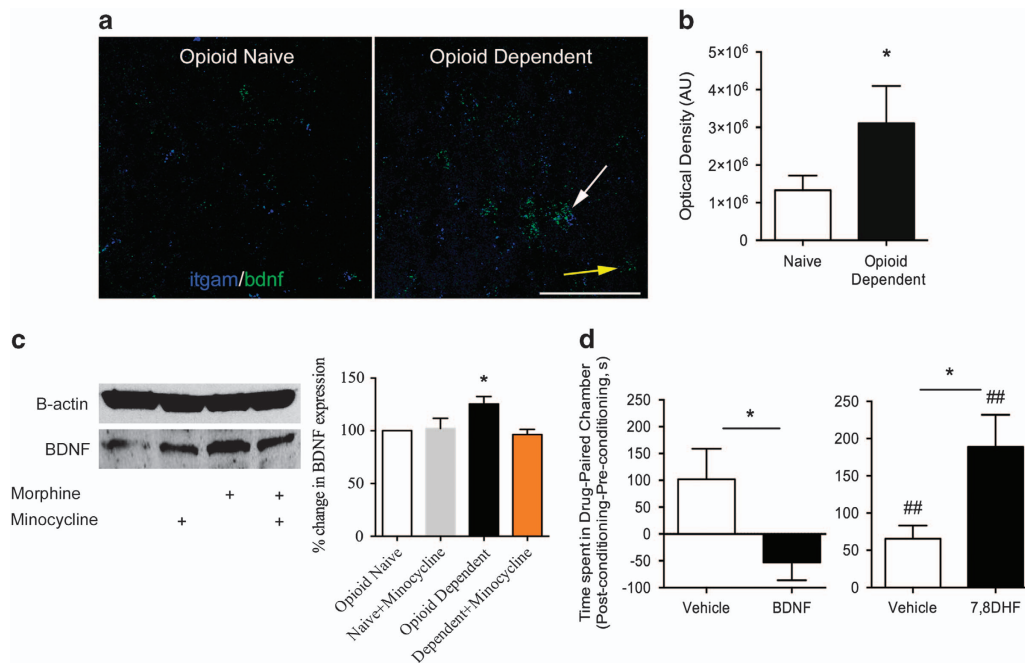 a
Opioid Naive
Opioid Dependent
itgam/bdnf
b
Optical Density (AU)
5×10⁶
4×10⁶
3×10⁶
2×10⁶
1×10⁶
0
*
Naive
Opioid
Dependent
c
B-actin
BDNF
Morphine + +
Minocycline + +
% change in BDNF expression
150
100
50
0
*
Opioid Naive
Naive+Minocycline
Opioid Dependent
Dependent+Minocycline
d
Time spent in Drug-Paired Chamber
(Post-conditioning-Pre-conditioning, s)
250
200
150
100
50
0
-50
-100
*
Vehicle
BDNF
250
200
150
100
50
0
*
##
##
Vehicle
7,8DHF